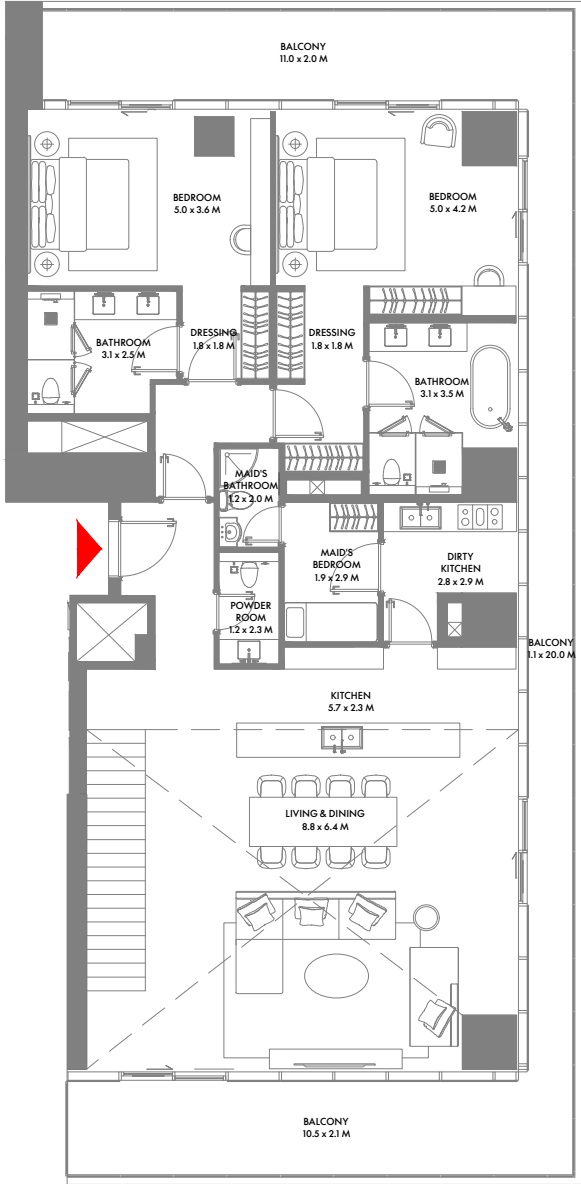 BALCONY
11.0 x 2.0 M
BEDROOM
5.0 x 3.6 M
BEDROOM
5.0 x 4.2 M
BATHROOM
3.1 x 2.5 M
DRESSING
1.8 x 1.8 M
DRESSING
1.8 x 1.8 M
BATHROOM
3.1 x 3.5 M
MAID'S
BATHROOM
1.2 x 2.0 M
MAID'S
BEDROOM
1.9 x 2.9 M
DIRTY
KITCHEN
2.8 x 2.9 M
POWDER
ROOM
1.2 x 2.3 M
BALCONY
1.1 x 20.0 M
KITCHEN
5.7 x 2.3 M
LIVING & DINING
8.8 x 6.4 M
BALCONY
10.5 x 2.1 M